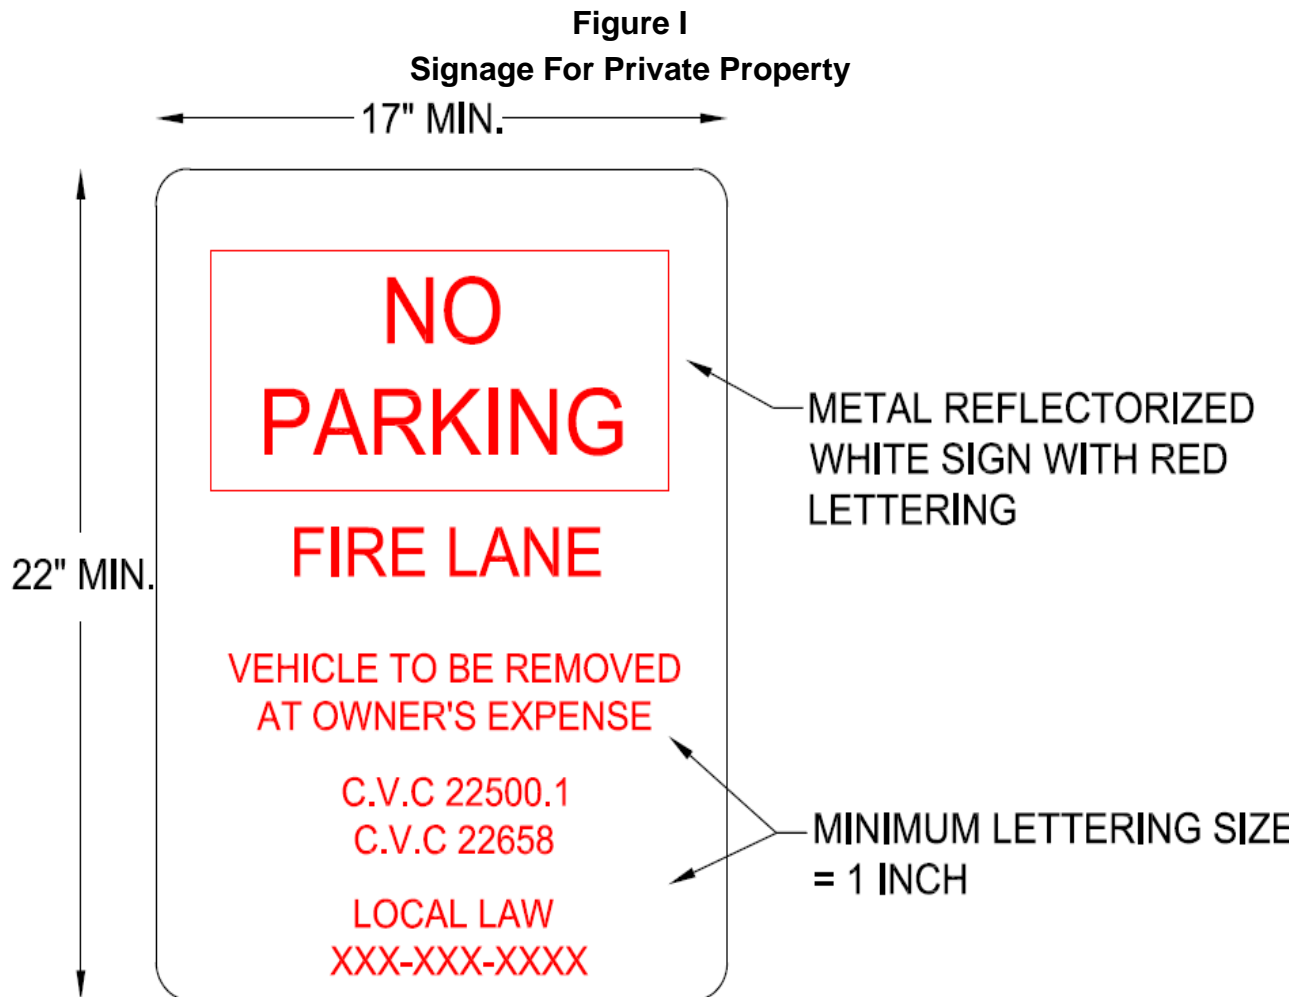 Figure I
Signage For Private Property
17" MIN.
NO
PARKING
METAL REFLECTORIZED
WHITE SIGN WITH RED
LETTERING
FIRE LANE
22" MIN.
VEHICLE TO BE REMOVED
AT OWNER'S EXPENSE
C.V.C 22500.1
C.V.C 22658
MINIMUM LETTERING SIZE
= 1 INCH
LOCAL LAW
XXX-XXX-XXXX